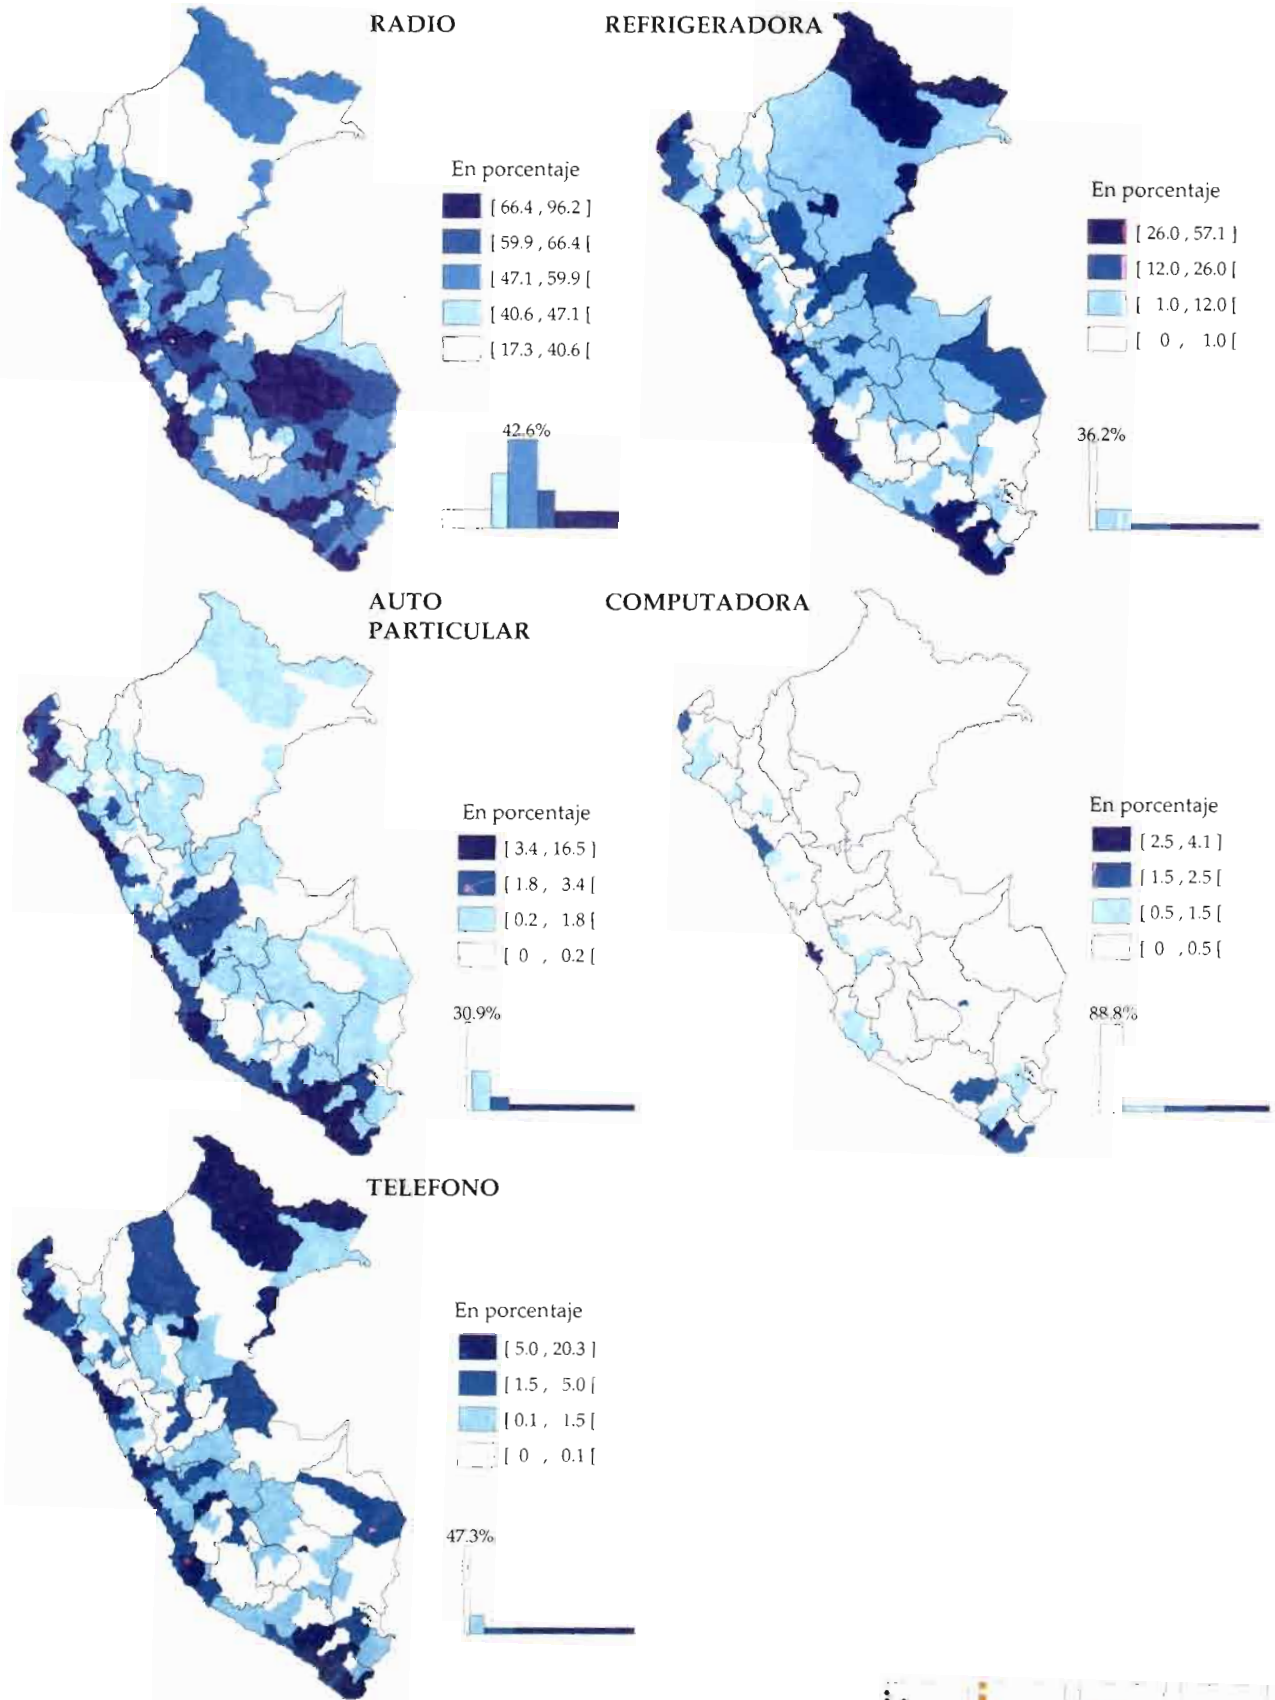 RADIO
En porcentaje
[ 66.4 , 96.2 ]
[ 59.9 , 66.4 [
[ 47.1 , 59.9 [
[ 40.6 , 47.1 [
[ 17.3 , 40.6 [
42.6%
REFRIGERADORA
En porcentaje
[ 26.0 , 57.1 ]
[ 12.0 , 26.0 [
[ 1.0 , 12.0 [
[ 0 , 1.0 [
36.2%
AUTO
PARTICULAR
En porcentaje
[ 3.4 , 16.5 ]
[ 1.8 , 3.4 [
[ 0.2 , 1.8 [
[ 0 , 0.2 [
30.9%
COMPUTADORA
En porcentaje
[ 2.5 , 4.1 ]
[ 1.5 , 2.5 [
[ 0.5 , 1.5 [
[ 0 , 0.5 [
88.8%
TELEFONO
En porcentaje
[ 5.0 , 20.3 ]
[ 1.5 , 5.0 [
[ 0.1 , 1.5 [
[ 0 , 0.1 [
47.3%